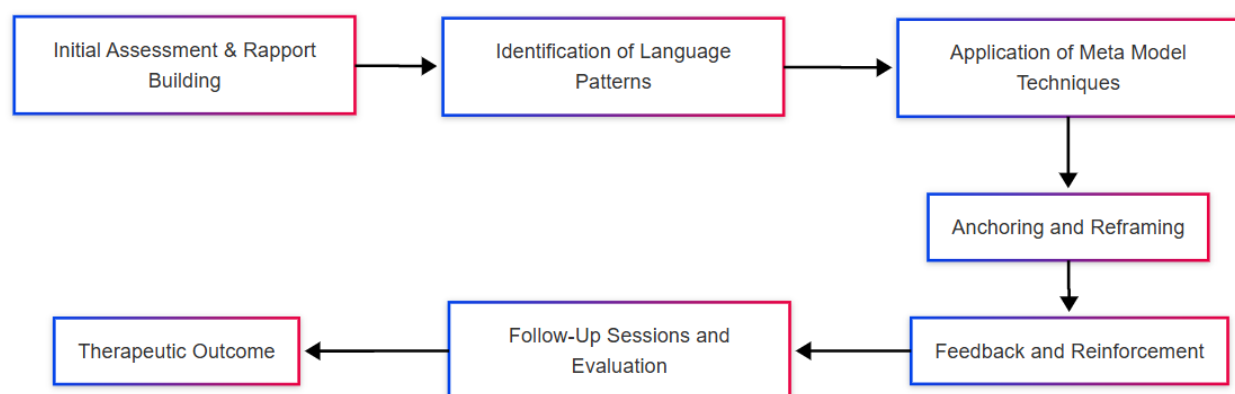 Initial Assessment & Rapport
Building
Identification of Language
Patterns
Application of Meta Model
Techniques
Anchoring and Reframing
Feedback and Reinforcement
Follow-Up Sessions and
Evaluation
Therapeutic Outcome